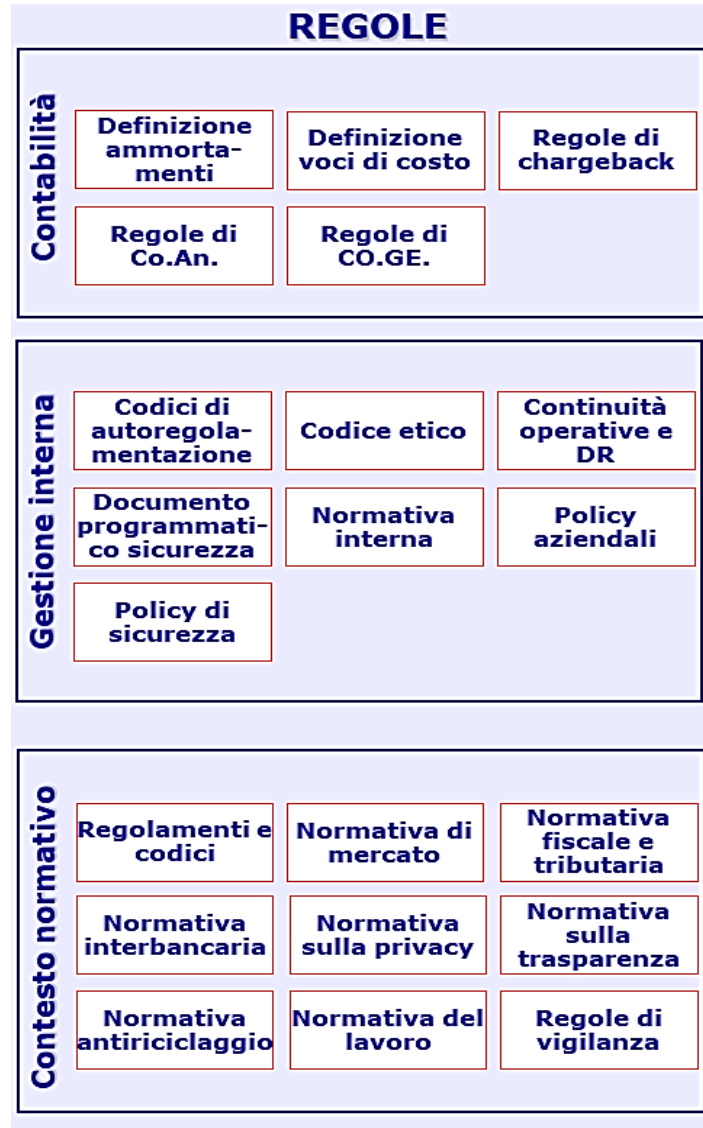 REGOLE
Contabilità
Definizione
ammorta-
menti
Definizione
voci di costo
Regole di
chargeback
Regole di
Co.An.
Regole di
CO.GE.
Gestione interna
Codici di
autoregola-
mentazione
Codice etico
Continuità
operative e
DR
Documento
programmati-
co sicurezza
Normativa
interna
Policy
aziendali
Policy di
sicurezza
Contesto normativo
Regolamenti e
codici
Normativa di
mercato
Normativa
fiscale e
tributaria
Normativa
interbancaria
Normativa
sulla privacy
Normativa
sulla
trasparenza
Normativa
antiriciclaggio
Normativa del
lavoro
Regole di
vigilanza